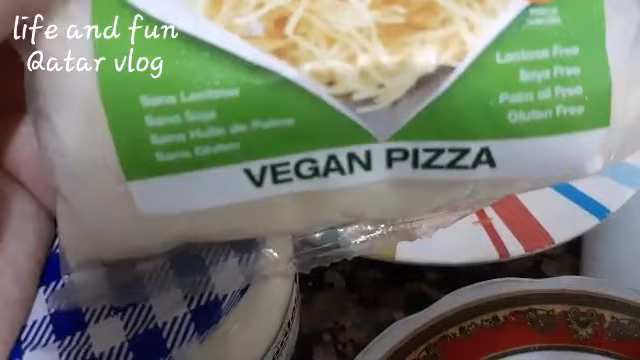 life and fun
Qatar vlog
Lactose Free
Soya Free
Palm oil Free
Gluten Free
Sans Lactose
Sans Soja
Sans Huile de Palme
Sans Gluten
VEGAN PIZZA